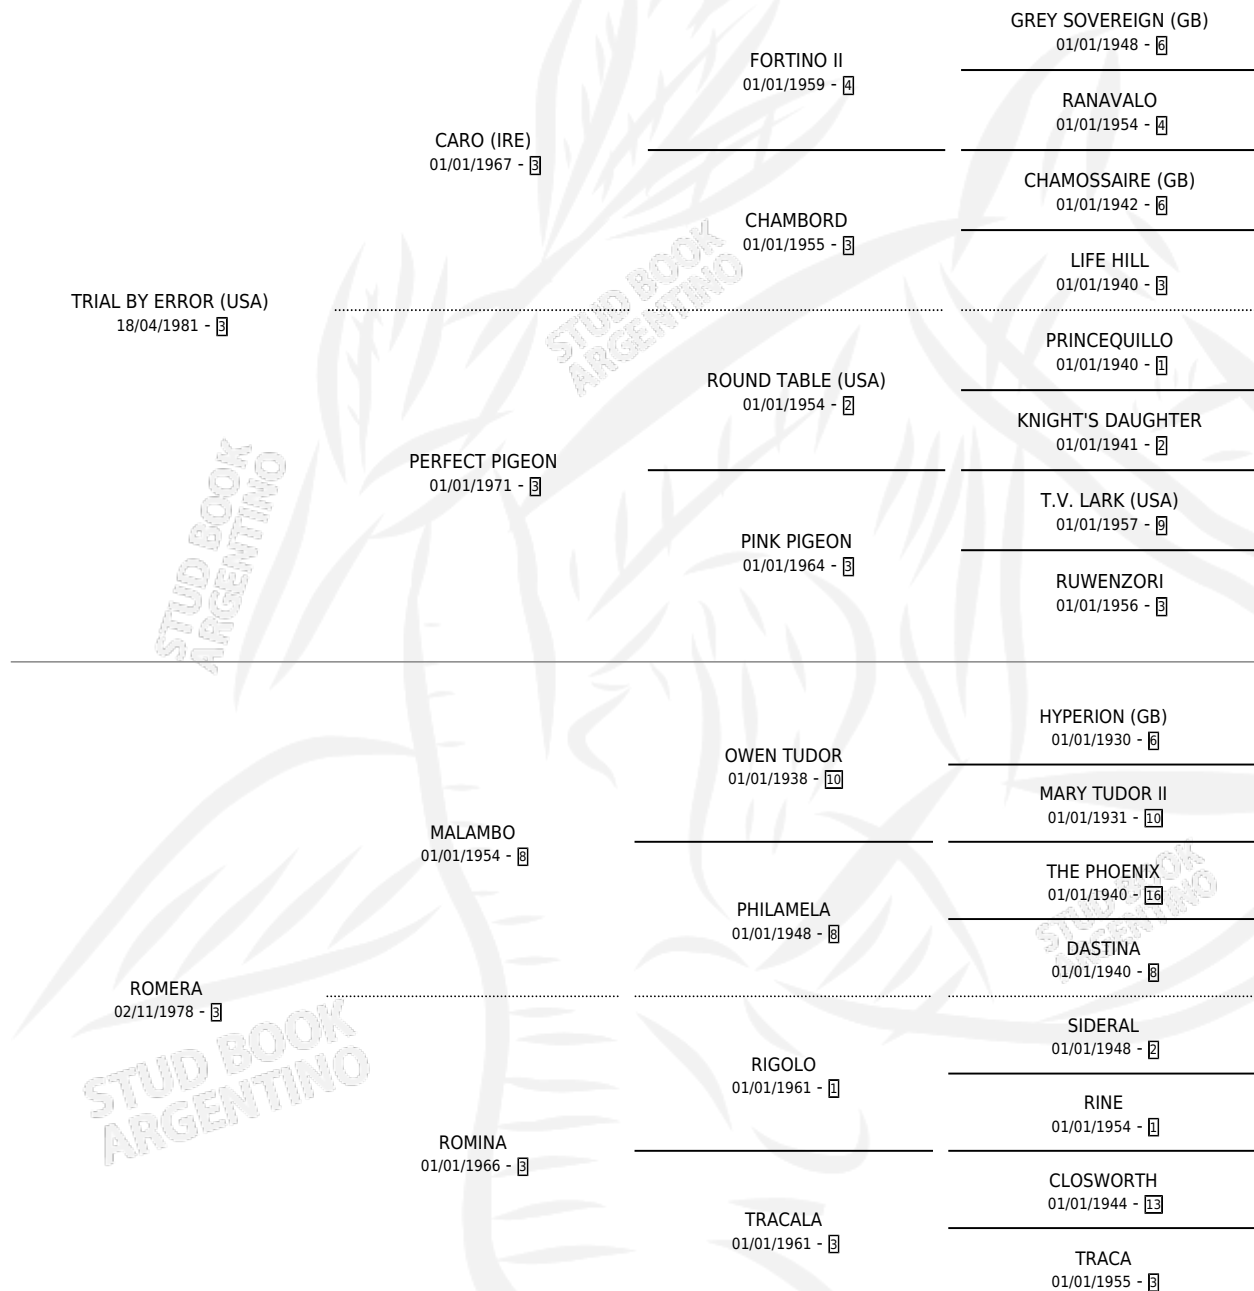 GREY SOVEREIGN (GB)
01/01/1948 - 6
FORTINO II
01/01/1959 - 4
RANAVALO
01/01/1954 - 4
CARO (IRE)
01/01/1967 - 3
CHAMOSSAIRE (GB)
01/01/1942 - 6
CHAMBORD
01/01/1955 - 3
LIFE HILL
01/01/1940 - 3
TRIAL BY ERROR (USA)
18/04/1981 - 3
STUD BOOK
ARGENTINO
PRINCEQUILLO
01/01/1940 - 1
ROUND TABLE (USA)
01/01/1954 - 2
KNIGHT'S DAUGHTER
01/01/1941 - 2
PERFECT PIGEON
01/01/1971 - 3
T.V. LARK (USA)
01/01/1957 - 9
PINK PIGEON
01/01/1964 - 3
RUWENZORI
01/01/1956 - 3
STUD BOOK
ARGENTINO
HYPERION (GB)
01/01/1930 - 6
OWEN TUDOR
01/01/1938 - 10
MARY TUDOR II
01/01/1931 - 10
MALAMBO
01/01/1954 - 8
THE PHOENIX
01/01/1940 - 16
PHILAMELA
01/01/1948 - 8
STUD BOOK
ARGENTINO
DASTINA
01/01/1940 - 8
ROMERA
02/11/1978 - 3
STUD BOOK
ARGENTINO
SIDERAL
01/01/1948 - 2
RIGOLO
01/01/1961 - 1
RINE
01/01/1954 - 1
ROMINA
01/01/1966 - 3
CLOSWORTH
01/01/1944 - 13
TRACALA
01/01/1961 - 3
TRACA
01/01/1955 - 3